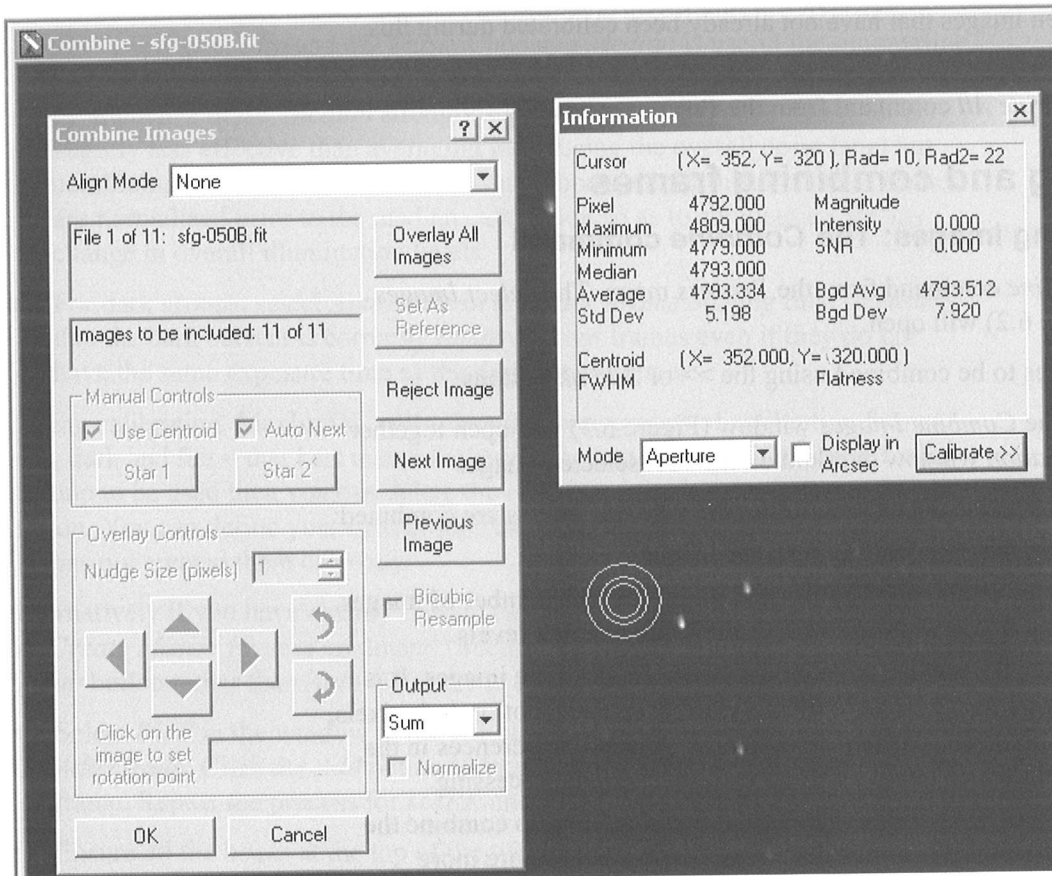 Combine - sfg-050B.fit
Combine Images
Align Mode None
File 1 of 11: sfg-050B.fit
Images to be included: 11 of 11
Overlay All
Images
Set As
Reference
Reject Image
Next Image
Previous
Image
Manual Controls
Use Centroid Auto Next
Star 1 Star 2
Overlay Controls
Nudge Size (pixels) 1
Click on the
image to set
rotation point
Bicubic
Resample
Output
Sum
Normalize
OK Cancel
Information
Cursor ( X= 352, Y= 320 ), Rad= 10, Rad2= 22
Pixel 4792.000 Magnitude
Maximum 4809.000 Intensity 0.000
Minimum 4779.000 SNR 0.000
Median 4793.000
Average 4793.334 Bgd Avg 4793.512
Std Dev 5.198 Bgd Dev 7.920
Centroid ( X= 352.000, Y= 320.000 )
FWHM Flatness
Mode Aperture Display in
Arcsec
Calibrate >>